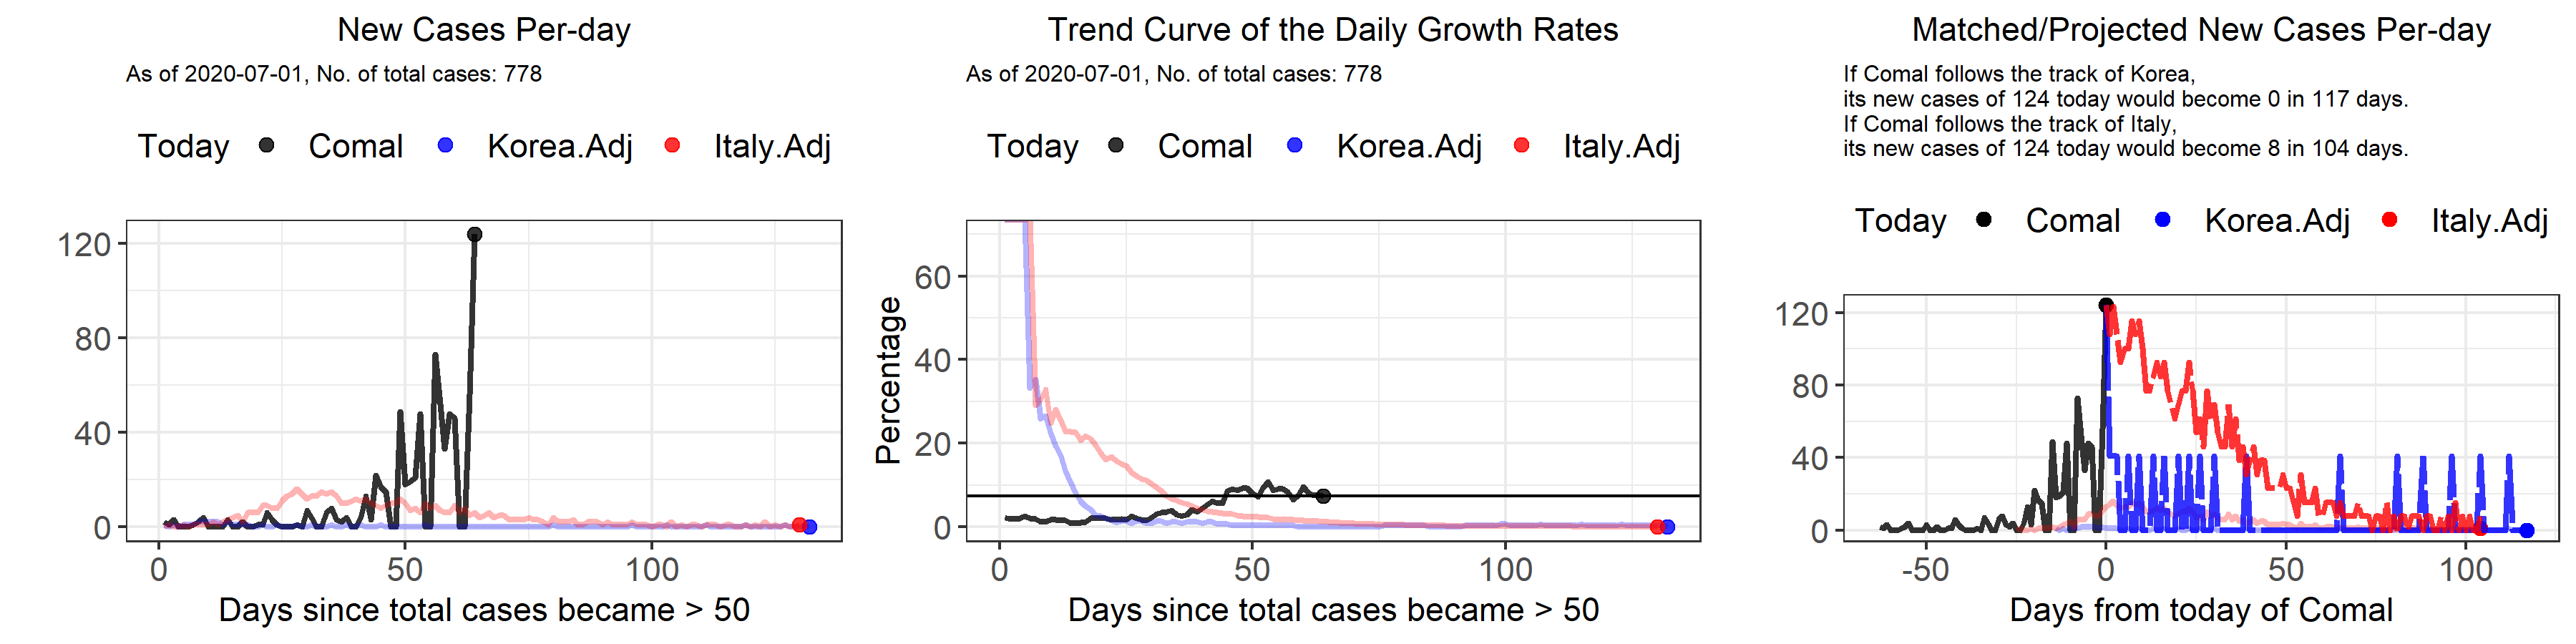 New Cases Per-day
As of 2020-07-01, No. of total cases: 778
Today Comal Korea.Adj Italy.Adj
120
80
40
0
0 50 100
Days since total cases became > 50
Trend Curve of the Daily Growth Rates
As of 2020-07-01, No. of total cases: 778
Today Comal Korea.Adj Italy.Adj
Percentage
60
40
20
0
0 50 100
Days since total cases became > 50
Matched/Projected New Cases Per-day
If Comal follows the track of Korea,
its new cases of 124 today would become 0 in 117 days.
If Comal follows the track of Italy,
its new cases of 124 today would become 8 in 104 days.
Today Comal Korea.Adj Italy.Adj
120
80
40
0
-50 0 50 100
Days from today of Comal